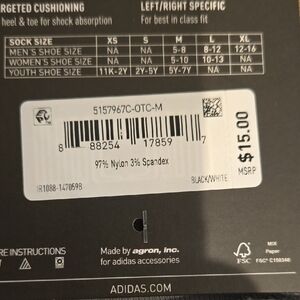 RGETED CUSHIONING
heel & toe for shock absorption
LEFT/RIGHT SPECIFIC
For best in class fit
SOCK SIZE XS S M L XL
MEN'S SHOE SIZE NA NA 5-8 8-12 12-16
WOMEN'S SHOE SIZE NA NA 5-10 10-13 NA
YOUTH SHOE SIZE 11K-2Y 2Y-5Y 5Y-7Y NA NA
5157967C-OTC-M
8 88254 17859 7
97% Nylon 3% Spandex
IR1088-147059B
BLACK/WHITE
$15.00
MSRP
RE INSTRUCTIONS
Made by agron, inc.
for adidas accessories
FSC
MIX
Paper
ADIDAS.COM